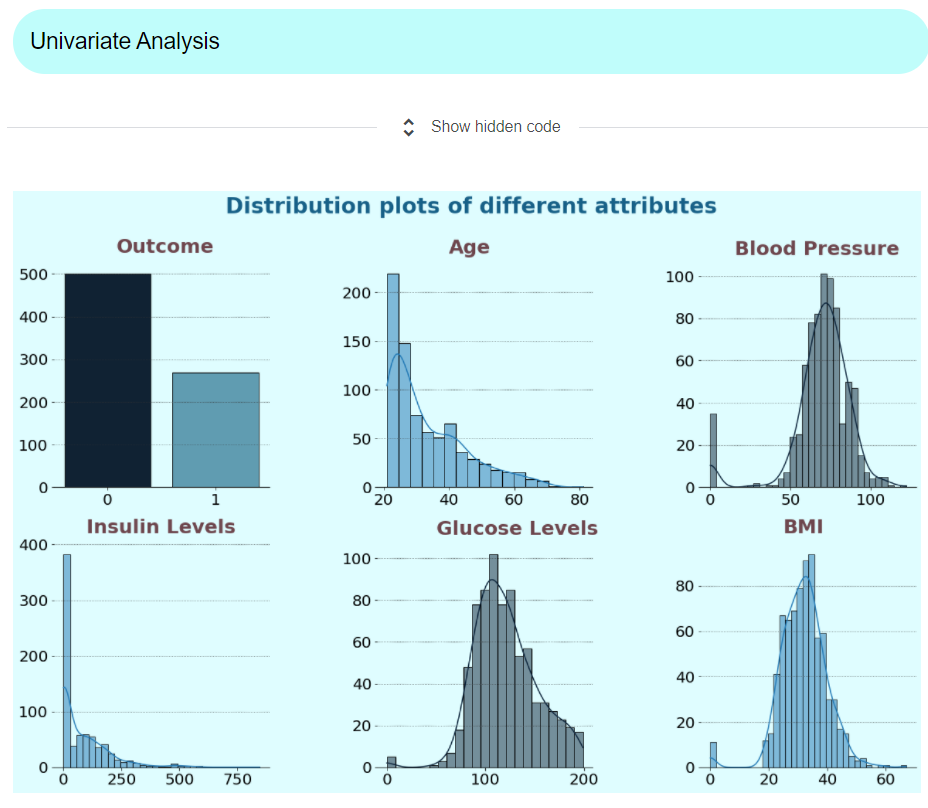 Univariate Analysis
Show hidden code
Distribution plots of different attributes
Outcome
500
400
300
200
100
0
0 1
Age
200
150
100
50
0
20 40 60 80
Blood Pressure
100
80
60
40
20
0
0 50 100
Insulin Levels
400
300
200
100
0
0 250 500 750
Glucose Levels
100
80
60
40
20
0
0 100 200
BMI
80
60
40
20
0
0 20 40 60